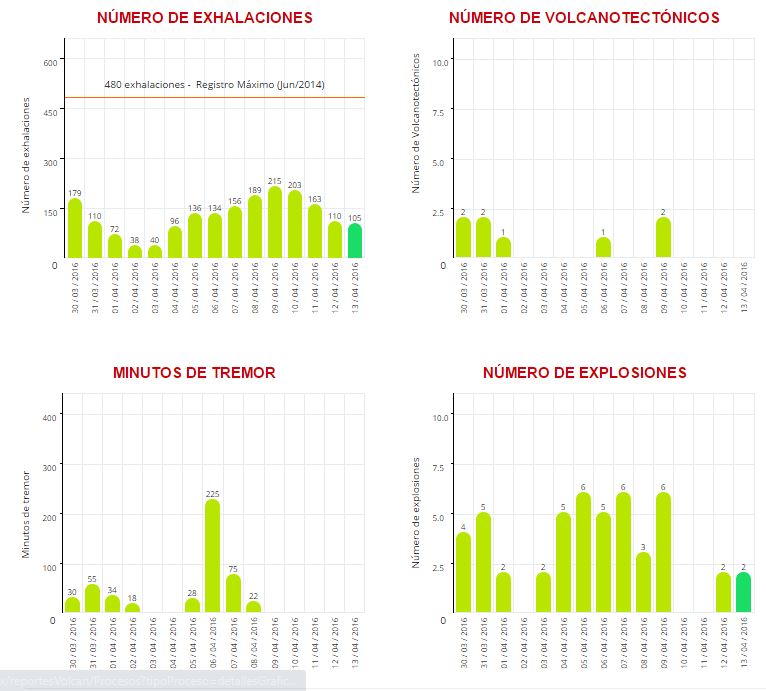 NÚMERO DE EXHALACIONES
Número de exhalaciones
600
450
300
150
0
480 exhalaciones - Registro Máximo (Jun/2014)
179 110 72 38 40 96 136 134 156 189 215 203 163 110 105
30 / 03 / 2016
31 / 03 / 2016
01 / 04 / 2016
02 / 04 / 2016
03 / 04 / 2016
04 / 04 / 2016
05 / 04 / 2016
06 / 04 / 2016
07 / 04 / 2016
08 / 04 / 2016
09 / 04 / 2016
10 / 04 / 2016
11 / 04 / 2016
12 / 04 / 2016
13 / 04 / 2016
NÚMERO DE VOLCANOTECTÓNICOS
Número de Volcanotectónicos
10.0
7.5
5.0
2.5
0
2 2 1 1 2
30 / 03 / 2016
31 / 03 / 2016
01 / 04 / 2016
02 / 04 / 2016
03 / 04 / 2016
04 / 04 / 2016
05 / 04 / 2016
06 / 04 / 2016
07 / 04 / 2016
08 / 04 / 2016
09 / 04 / 2016
10 / 04 / 2016
11 / 04 / 2016
12 / 04 / 2016
13 / 04 / 2016
MINUTOS DE TREMOR
Minutos de tremor
400
300
200
100
0
30 55 34 18 28 225 75 22
30 / 03 / 2016
31 / 03 / 2016
01 / 04 / 2016
02 / 04 / 2016
03 / 04 / 2016
04 / 04 / 2016
05 / 04 / 2016
06 / 04 / 2016
07 / 04 / 2016
08 / 04 / 2016
09 / 04 / 2016
10 / 04 / 2016
11 / 04 / 2016
12 / 04 / 2016
13 / 04 / 2016
NÚMERO DE EXPLOSIONES
Número de explosiones
10.0
7.5
5.0
2.5
0
4 5 2 2 5 6 5 6 3 6 2 2
30 / 03 / 2016
31 / 03 / 2016
01 / 04 / 2016
02 / 04 / 2016
03 / 04 / 2016
04 / 04 / 2016
05 / 04 / 2016
06 / 04 / 2016
07 / 04 / 2016
08 / 04 / 2016
09 / 04 / 2016
10 / 04 / 2016
11 / 04 / 2016
12 / 04 / 2016
13 / 04 / 2016
x/reportesVolcan/Procesos?tipoProceso=detallesGrafic...